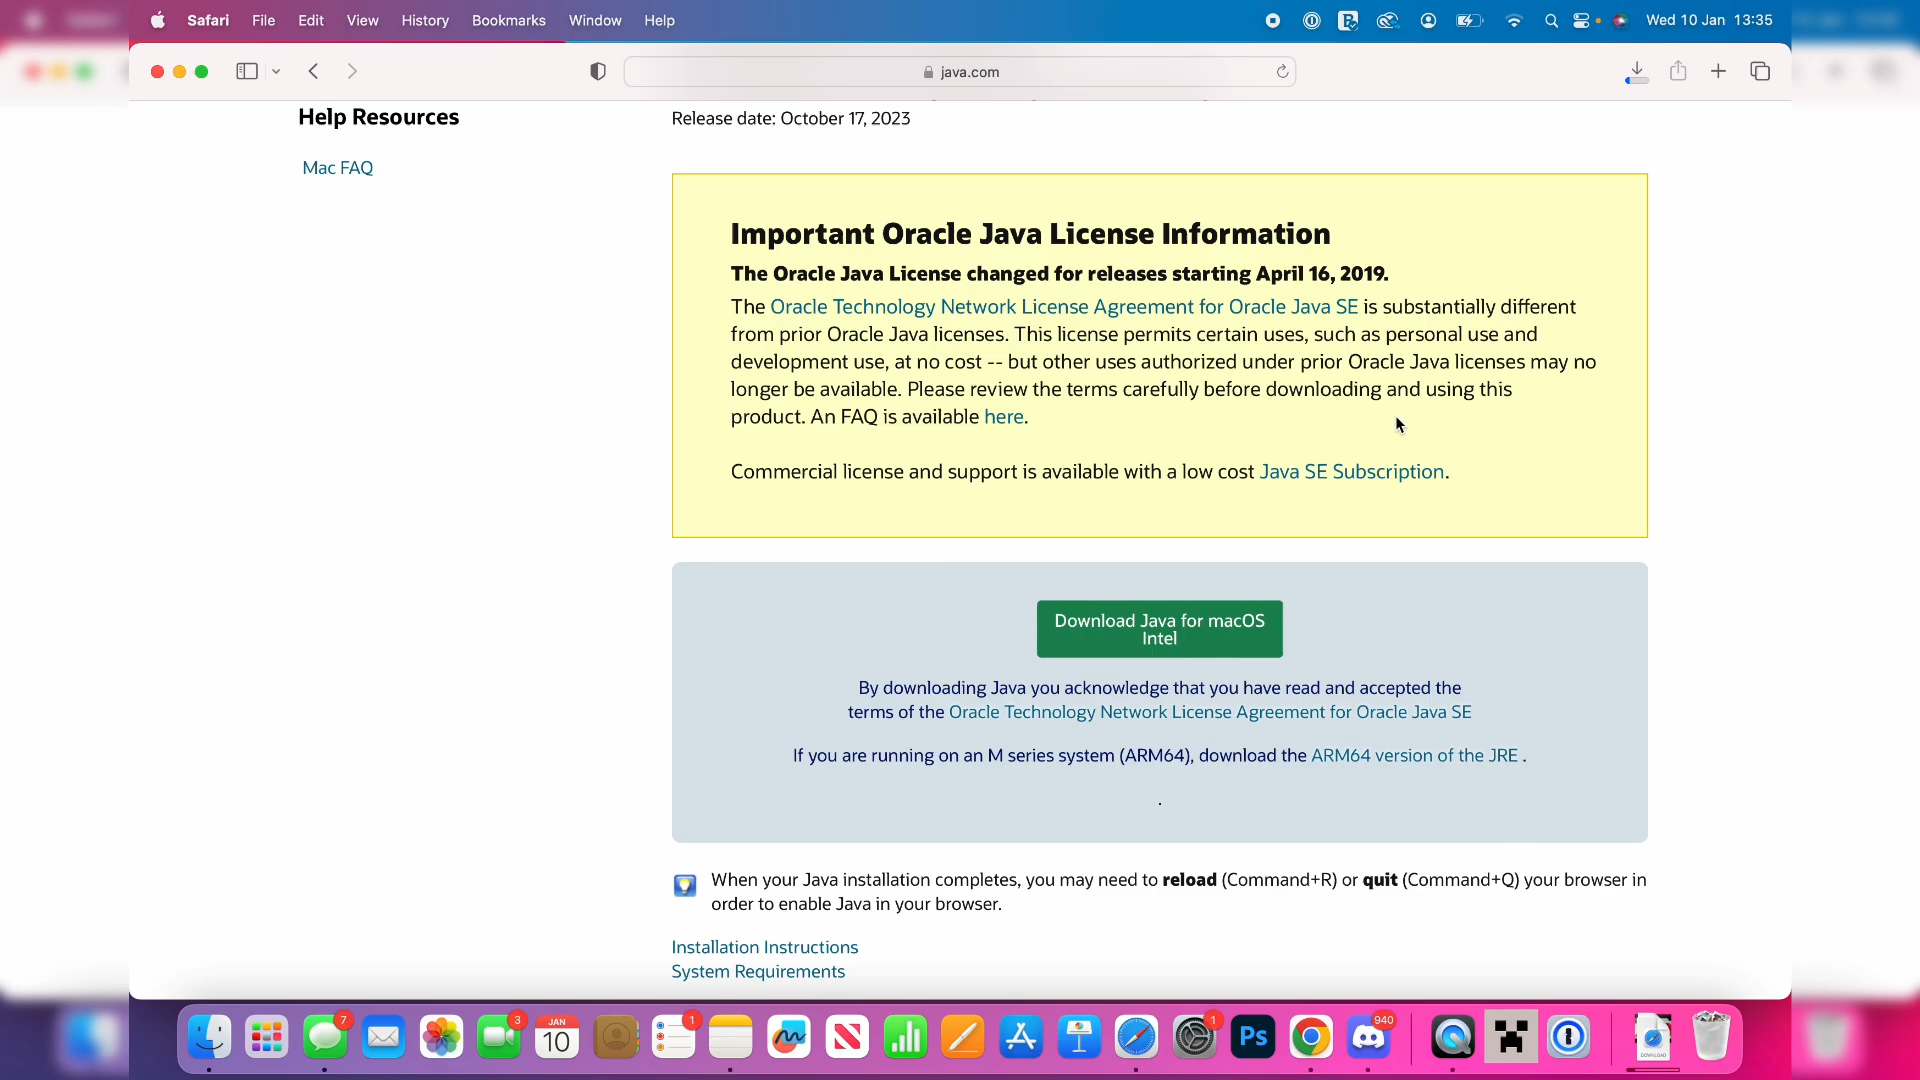 Safari File Edit View History Bookmarks Window Help
Wed 10 Jan 13:35
java.com
Help Resources
Mac FAQ
Release date: October 17, 2023
Important Oracle Java License Information
The Oracle Java License changed for releases starting April 16, 2019.
The Oracle Technology Network License Agreement for Oracle Java SE is substantially different
from prior Oracle Java licenses. This license permits certain uses, such as personal use and
development use, at no cost -- but other uses authorized under prior Oracle Java licenses may no
longer be available. Please review the terms carefully before downloading and using this
product. An FAQ is available here.
Commercial license and support is available with a low cost Java SE Subscription.
Download Java for macOS
Intel
By downloading Java you acknowledge that you have read and accepted the
terms of the Oracle Technology Network License Agreement for Oracle Java SE
If you are running on an M series system (ARM64), download the ARM64 version of the JRE .
.
When your Java installation completes, you may need to reload (Command+R) or quit (Command+Q) your browser in
order to enable Java in your browser.
Installation Instructions
System Requirements
7
3
JAN
10
1
1
Ps
940
DOWNLOAD